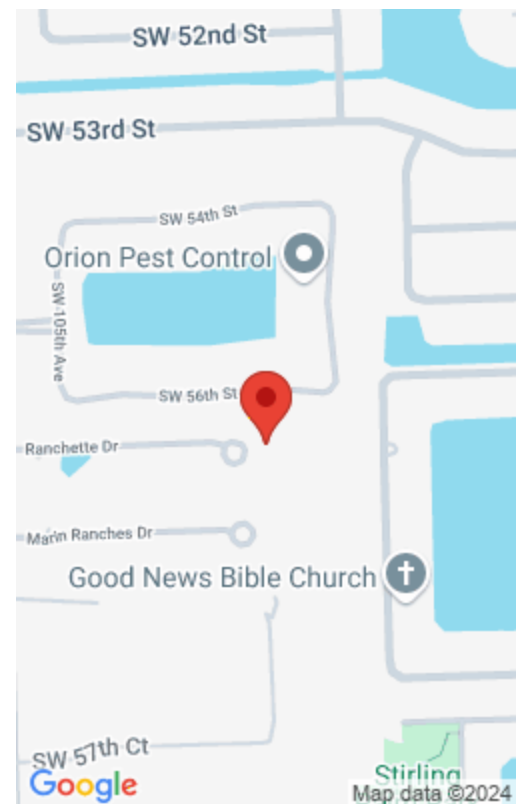 SW 52nd St
SW 53rd St
SW 54th St
Orion Pest Control
SW 105th Ave
SW 56th St
Ranchette Dr
Marin Ranches Dr
Good News Bible Church
SW 57th Ct
Stirling
Google
Map data ©2024